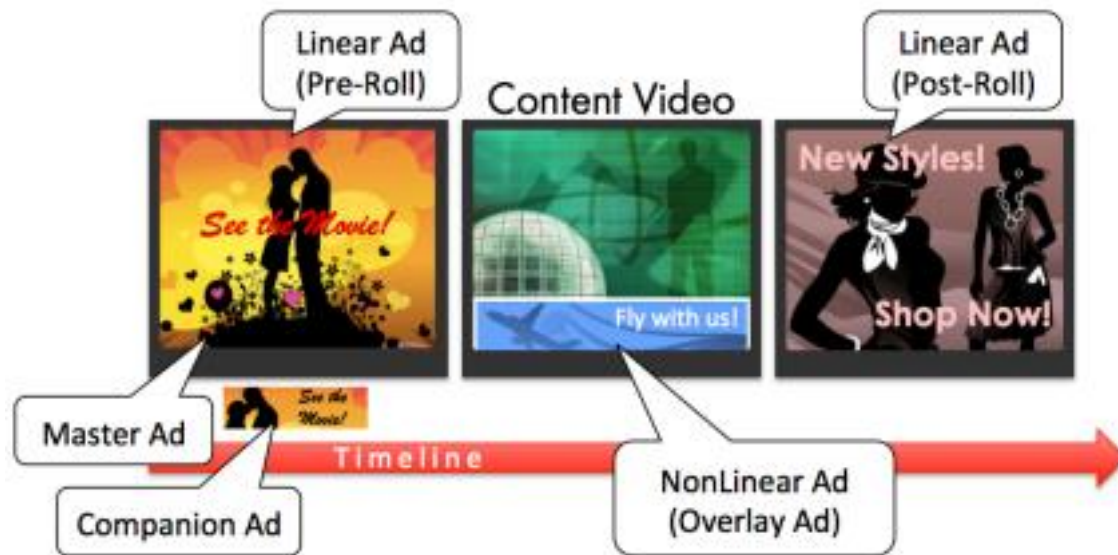 Linear Ad
(Pre-Roll)
Content Video
Linear Ad
(Post-Roll)
See the Movie!
New Styles!
Fly with us!
Shop Now!
Master Ad
See the
Movie!
Timeline
Companion Ad
NonLinear Ad
(Overlay Ad)